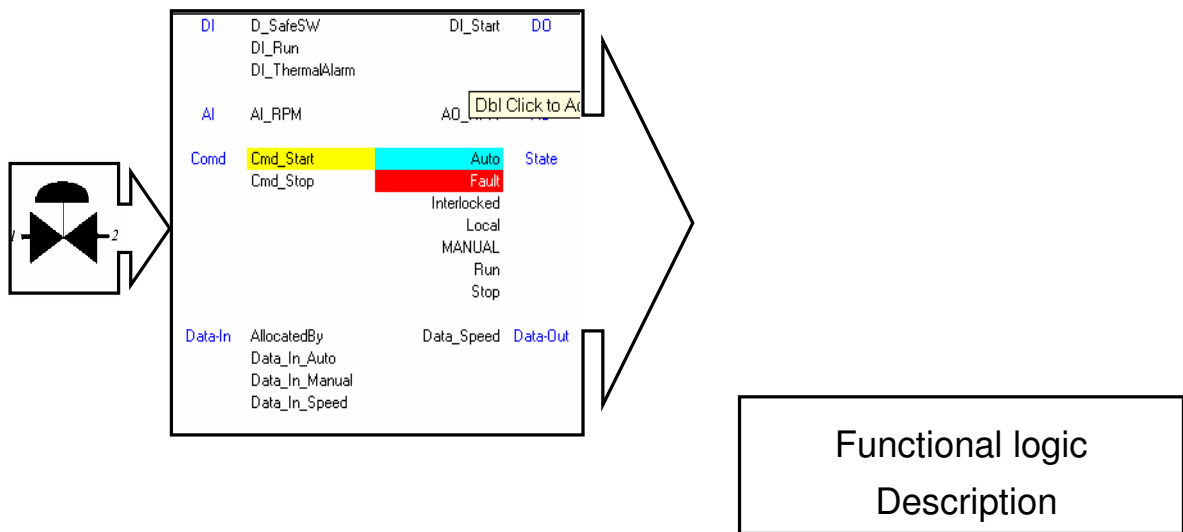 DI D_SafeSW DI_Start DO
DI_Run
DI_ThermalAlarm
Dbl Click to
AI AI_RPM
Comd Cmd_Start Auto State
Cmd_Stop Fault
Interlocked
Local
MANUAL
Run
Stop
1 2
Data-In AllocatedBy Data_Speed Data-Out
Data_In_Auto
Data_In_Manual
Data_In_Speed
Functional logic
Description